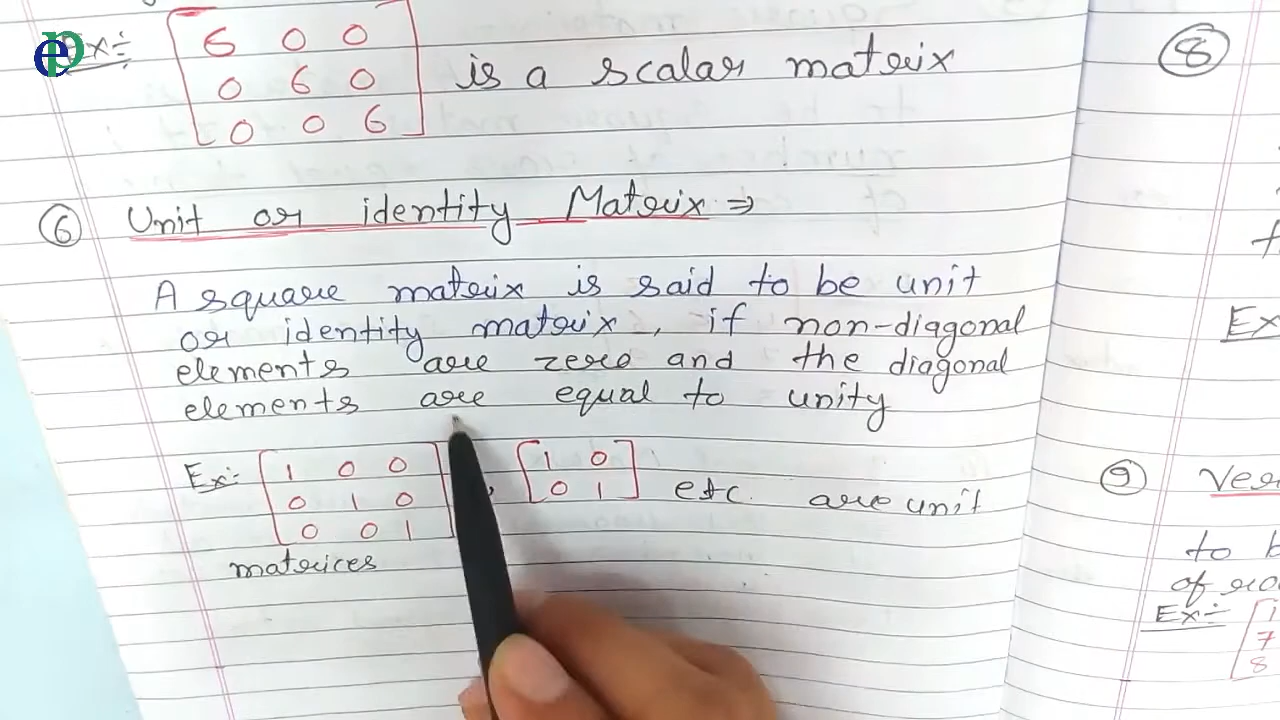 Ex:-
6 0 0
0 6 0
0 0 6
is a scalar matrix
⑥ Unit or identity Matrix ⇒
A square matrix is said to be unit
or identity matrix, if non-diagonal
elements are zero and the diagonal
elements are equal to unity
Ex:-
1 0 0
0 1 0
0 0 1
,
1 0
0 1
etc. are unit
matrices
⑧
Ex
⑨ Ver
to b
of ro
Ex:-
1
7
8